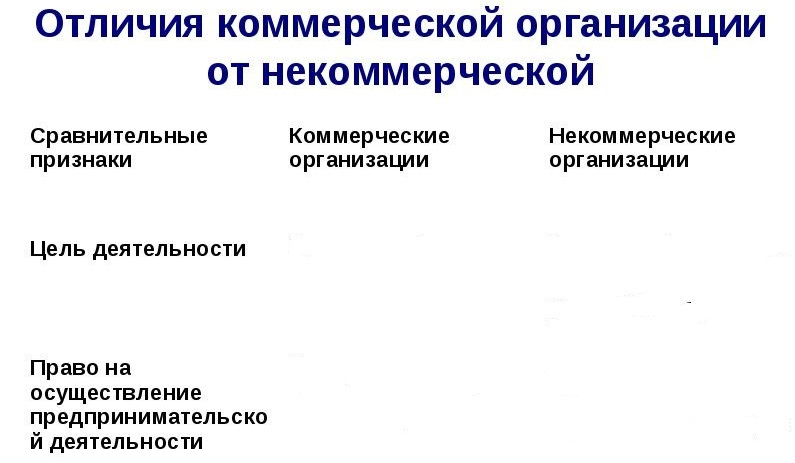 Отличия коммерческой организации
от некоммерческой
Сравнительные признаки
Коммерческие организации
Некоммерческие организации
Цель деятельности
Право на
осуществление
предпринимательско
й деятельности